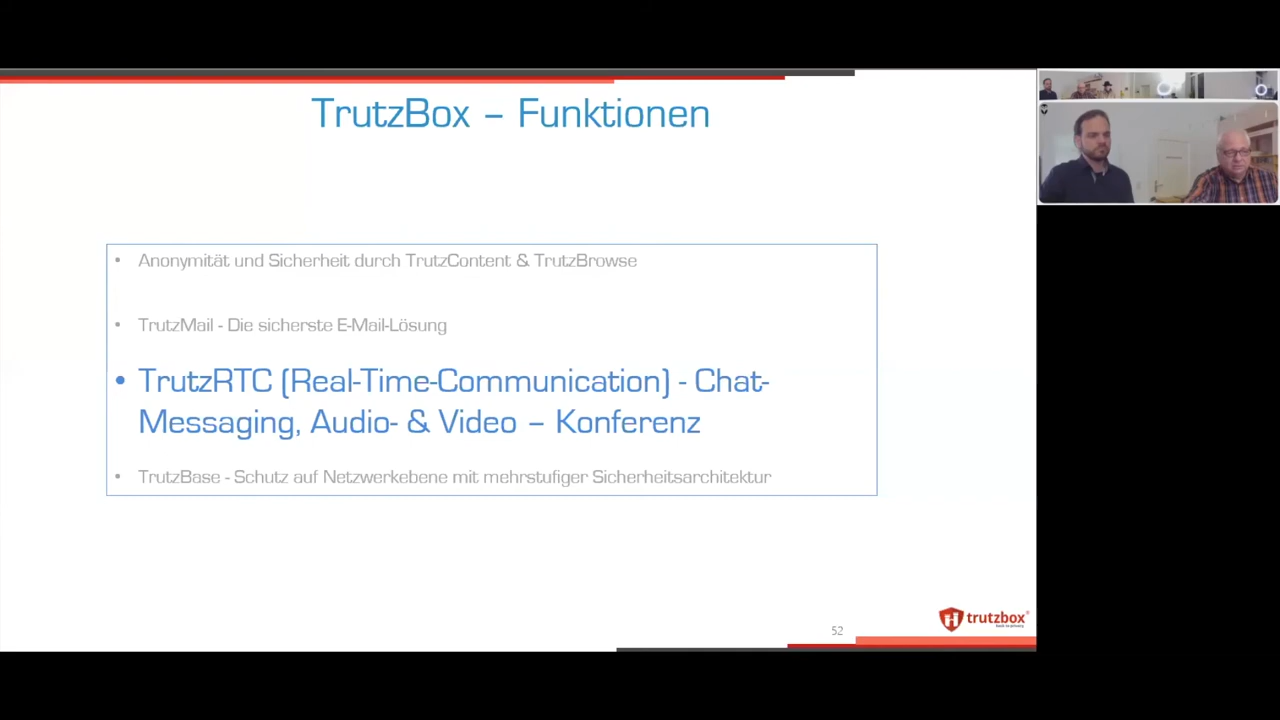 TrutzBox – Funktionen
• Anonymität und Sicherheit durch TrutzContent & TrutzBrowse
• TrutzMail - Die sicherste E-Mail-Lösung
• TrutzRTC (Real-Time-Communication) - Chat-
Messaging, Audio- & Video – Konferenz
• TrutzBase - Schutz auf Netzwerkebene mit mehrstufiger Sicherheitsarchitektur
52
trutzbox®